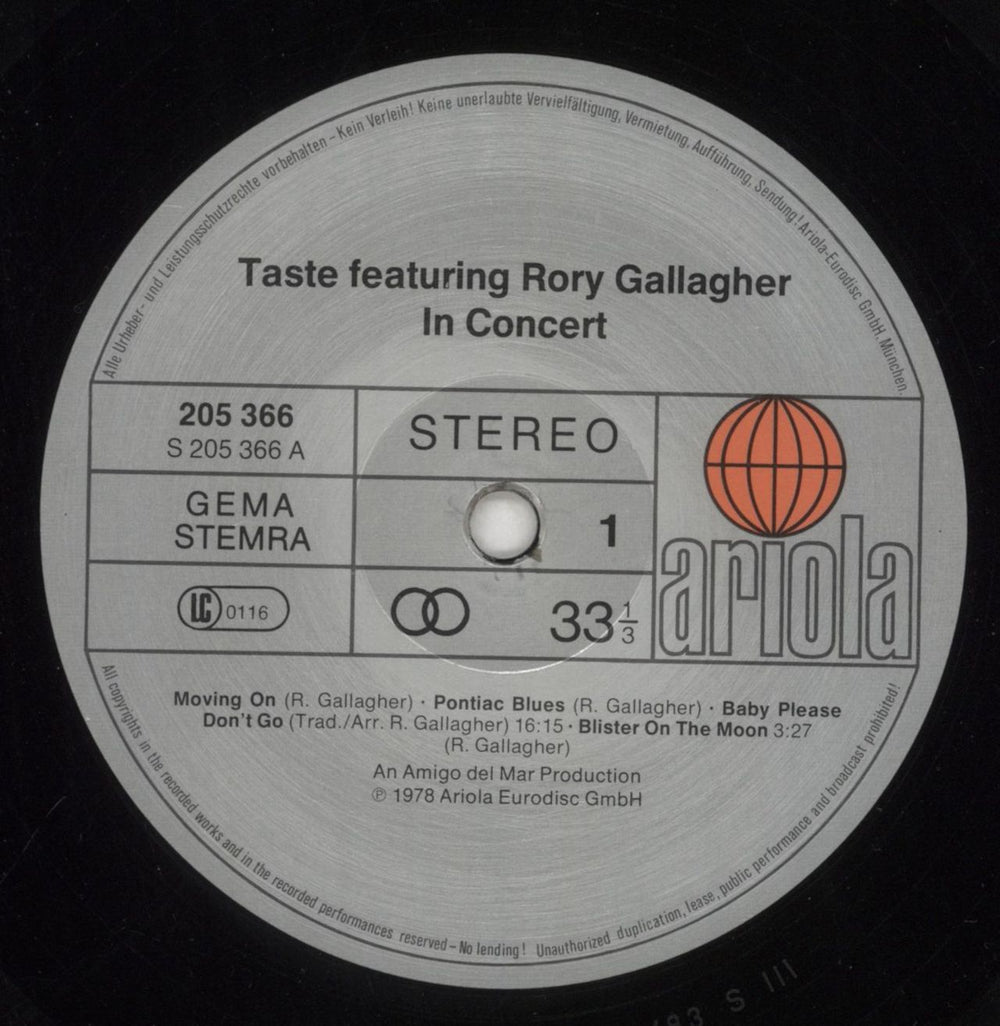 Alle Urheber- und Leistungsschutzrechte vorbehalten – Kein Verleih! Keine unerlaubte Vervielfältigung, Vermietung, Aufführung, Sendung! Ariola-Eurodisc GmbH. München.
Taste featuring Rory Gallagher
In Concert
205 366
S 205 366 A
STEREO
GEMA
STEMRA
1
LC 0116
33 1/3
ariola
Moving On (R. Gallagher) · Pontiac Blues (R. Gallagher) · Baby Please
Don't Go (Trad./Arr. R. Gallagher) 16:15 · Blister On The Moon 3:27
(R. Gallagher)
An Amigo del Mar Production
℗ 1978 Ariola Eurodisc GmbH
All copyrights in the recorded works and in the recorded performances reserved – No lending! Unauthorized duplication, lease, public performance and broadcast prohibited!
S III